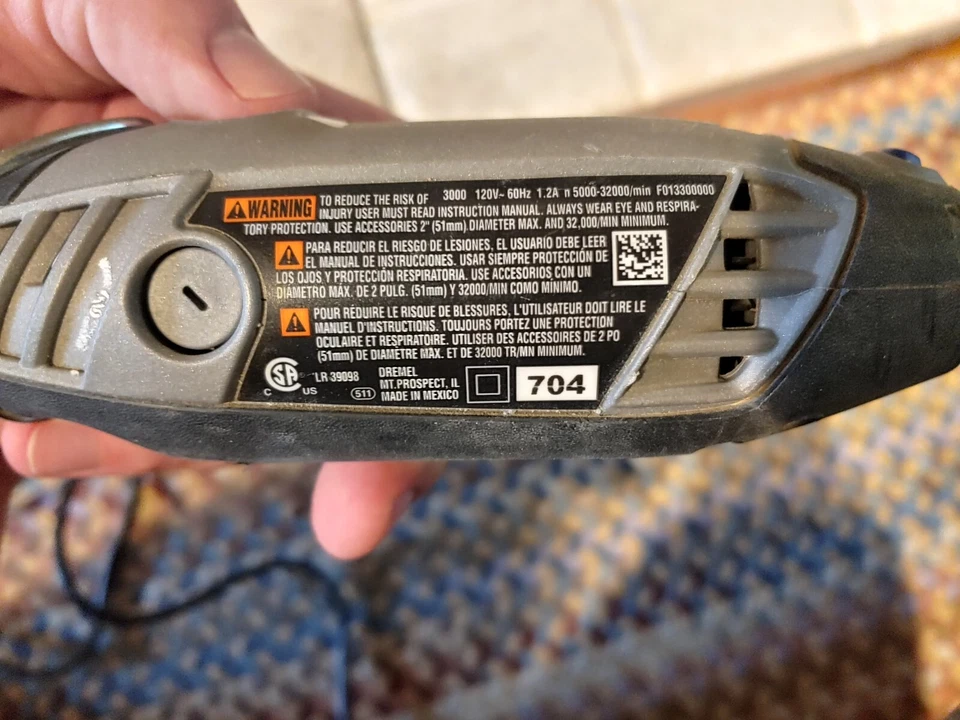 WARNING TO REDUCE THE RISK OF 3000 120V~ 60Hz 1.2A n 5000-32000/min F013300000
INJURY USER MUST READ INSTRUCTION MANUAL. ALWAYS WEAR EYE AND RESPIRA-
TORY PROTECTION. USE ACCESSORIES 2" (51mm) DIAMETER MAX. AND 32,000/MIN MINIMUM.
PARA REDUCIR EL RIESGO DE LESIONES, EL USUARIO DEBE LEER
EL MANUAL DE INSTRUCCIONES. USAR SIEMPRE PROTECCIÓN DE
LOS OJOS Y PROTECCIÓN RESPIRATORIA. USE ACCESORIOS CON UN
DIÁMETRO MÁX. DE 2 PULG. (51mm) Y 32000/MIN COMO MÍNIMO.
POUR RÉDUIRE LE RISQUE DE BLESSURES, L'UTILISATEUR DOIT LIRE LE
MANUEL D'INSTRUCTIONS. TOUJOURS PORTEZ UNE PROTECTION
OCULAIRE ET RESPIRATOIRE. UTILISER DES ACCESSOIRES DE 2 PO
(51mm) DE DIAMÈTRE MAX. ET DE 32000 TR/MN MINIMUM.
C SA US LR 39098
511
DREMEL
MT.PROSPECT, IL
MADE IN MEXICO
704